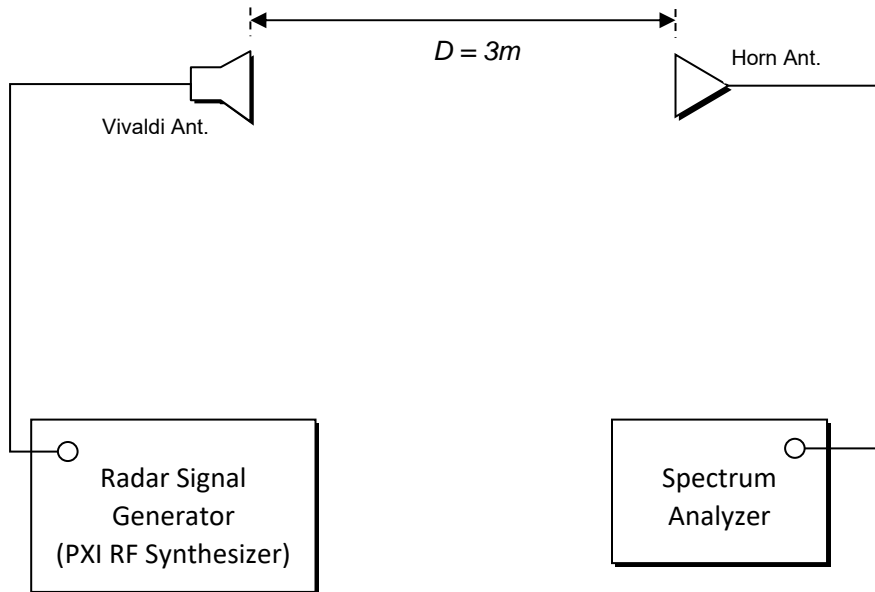 D = 3m
Horn Ant.
Vivaldi Ant.
Radar Signal
Generator
(PXI RF Synthesizer)
Spectrum
Analyzer